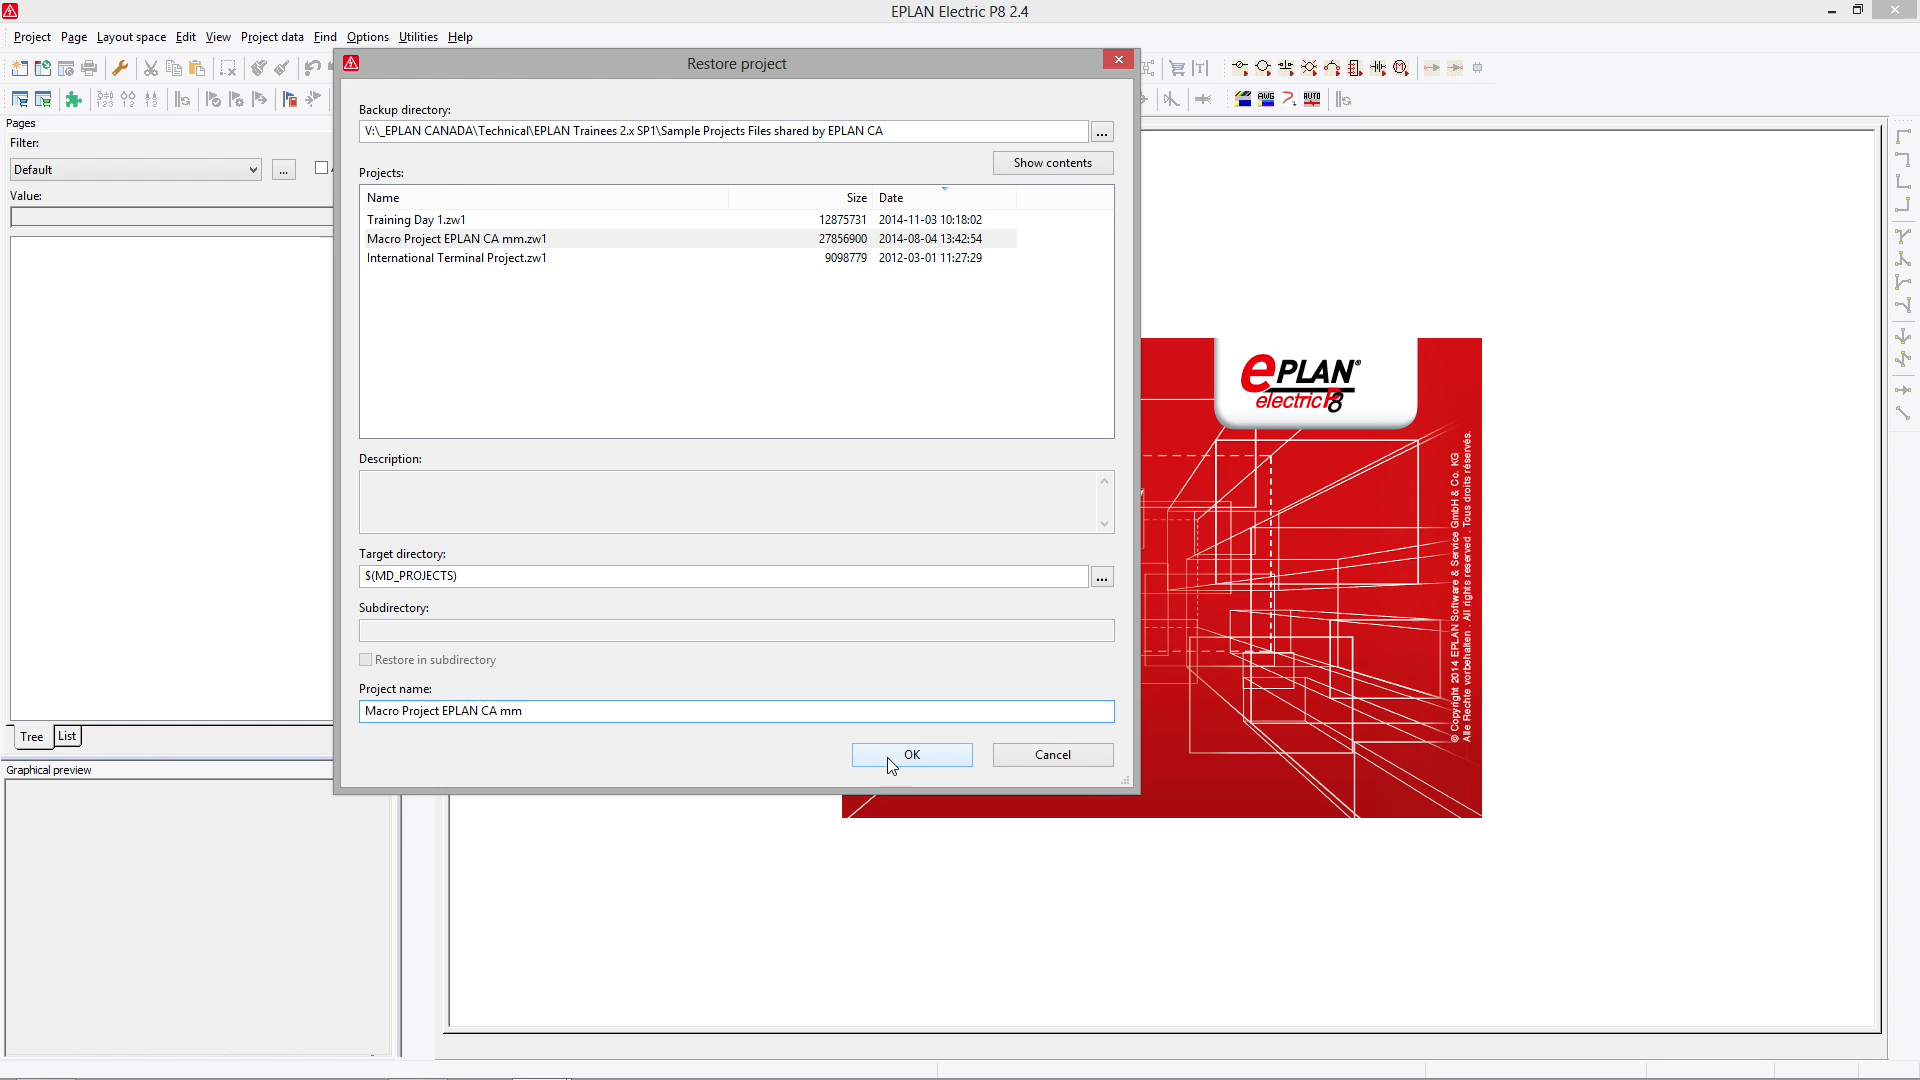 EPLAN Electric P8 2.4
Project Page Layout space Edit View Project data Find Options Utilities Help
Restore project
Pages
Filter:
Default
...
Value:
Backup directory:
V:\_EPLAN CANADA\Technical\EPLAN Trainees 2.x SP1\Sample Projects Files shared by EPLAN CA
...
Show contents
Projects:
Name Size Date
Training Day 1.zw1 12875731 2014-11-03 10:18:02
Macro Project EPLAN CA mm.zw1 27856900 2014-08-04 13:42:54
International Terminal Project.zw1 9098779 2012-03-01 11:27:29
Description:
Target directory:
$(MD_PROJECTS)
...
Subdirectory:
Restore in subdirectory
Project name:
Macro Project EPLAN CA mm
OK Cancel
Tree List
Graphical preview
AWG
AUTO
ePLAN®
electric P8
© Copyright 2014 EPLAN Software & Service GmbH & Co. KG
Alle Rechte vorbehalten . All rights reserved . Tous droits réservés.